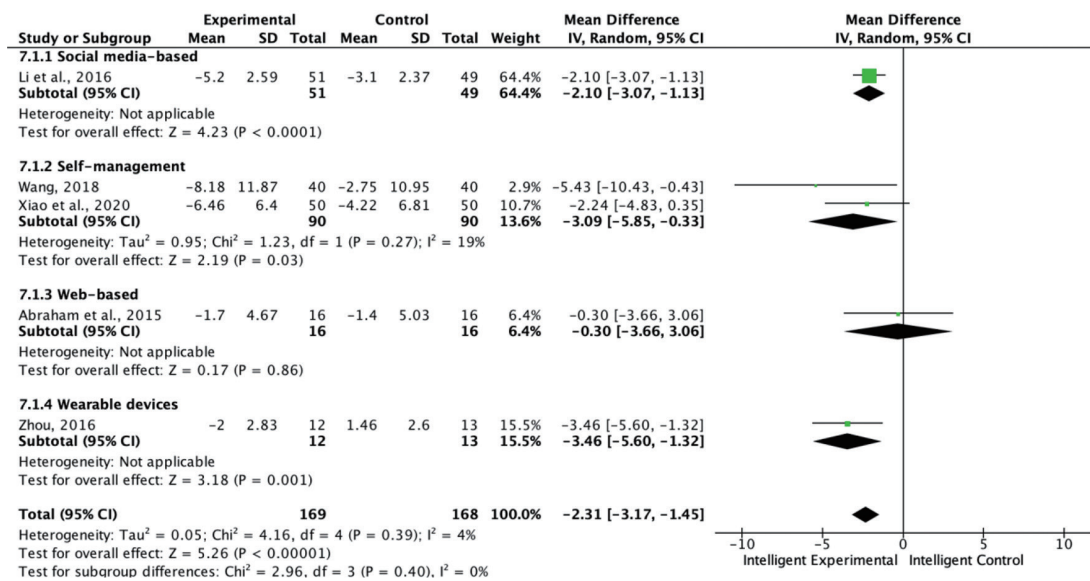 Experimental Control Mean Difference Mean Difference
Study or Subgroup Mean SD Total Mean SD Total Weight IV, Random, 95% CI IV, Random, 95% CI
7.1.1 Social media-based
Li et al., 2016 −5.2 2.59 51 −3.1 2.37 49 64.4% −2.10 [−3.07, −1.13]
Subtotal (95% CI) 51 49 64.4% −2.10 [−3.07, −1.13]
Heterogeneity: Not applicable
Test for overall effect: Z = 4.23 (P < 0.0001)
7.1.2 Self-management
Wang, 2018 −8.18 11.87 40 −2.75 10.95 40 2.9% −5.43 [−10.43, −0.43]
Xiao et al., 2020 −6.46 6.4 50 −4.22 6.81 50 10.7% −2.24 [−4.83, 0.35]
Subtotal (95% CI) 90 90 13.6% −3.09 [−5.85, −0.33]
Heterogeneity: Tau² = 0.95; Chi² = 1.23, df = 1 (P = 0.27); I² = 19%
Test for overall effect: Z = 2.19 (P = 0.03)
7.1.3 Web-based
Abraham et al., 2015 −1.7 4.67 16 −1.4 5.03 16 6.4% −0.30 [−3.66, 3.06]
Subtotal (95% CI) 16 16 6.4% −0.30 [−3.66, 3.06]
Heterogeneity: Not applicable
Test for overall effect: Z = 0.17 (P = 0.86)
7.1.4 Wearable devices
Zhou, 2016 −2 2.83 12 1.46 2.6 13 15.5% −3.46 [−5.60, −1.32]
Subtotal (95% CI) 12 13 15.5% −3.46 [−5.60, −1.32]
Heterogeneity: Not applicable
Test for overall effect: Z = 3.18 (P = 0.001)
Total (95% CI) 169 168 100.0% −2.31 [−3.17, −1.45]
Heterogeneity: Tau² = 0.05; Chi² = 4.16, df = 4 (P = 0.39); I² = 4%
Test for overall effect: Z = 5.26 (P < 0.00001)
Test for subgroup differences: Chi² = 2.96, df = 3 (P = 0.40), I² = 0%
−10 −5 0 5 10
Intelligent Experimental Intelligent Control